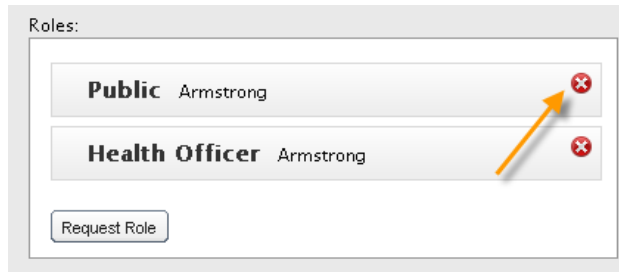 Roles:
Public Armstrong
Health Officer Armstrong
Request Role